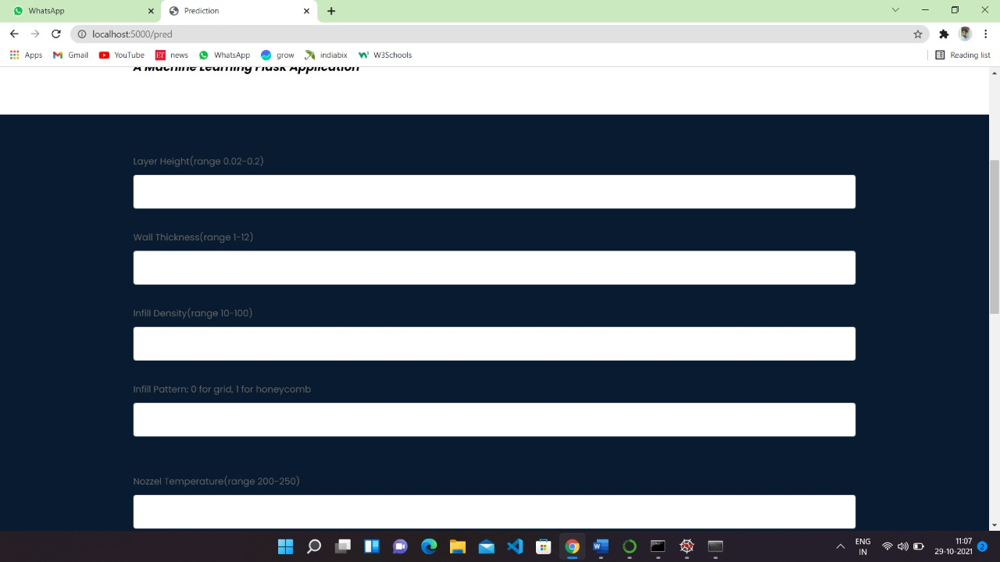 WhatsApp
Prediction
localhost:5000/pred
Apps
Gmail
YouTube
ET
news
WhatsApp
grow
indiabix
W3Schools
Reading list
A Machine Learning Flask Application
Layer Height(range 0.02-0.2)
Wall Thickness(range 1-12)
Infill Density(range 10-100)
Infill Pattern: 0 for grid, 1 for honeycomb
Nozzel Temperature(range 200-250)
ENG
IN
11:07
29-10-2021
2